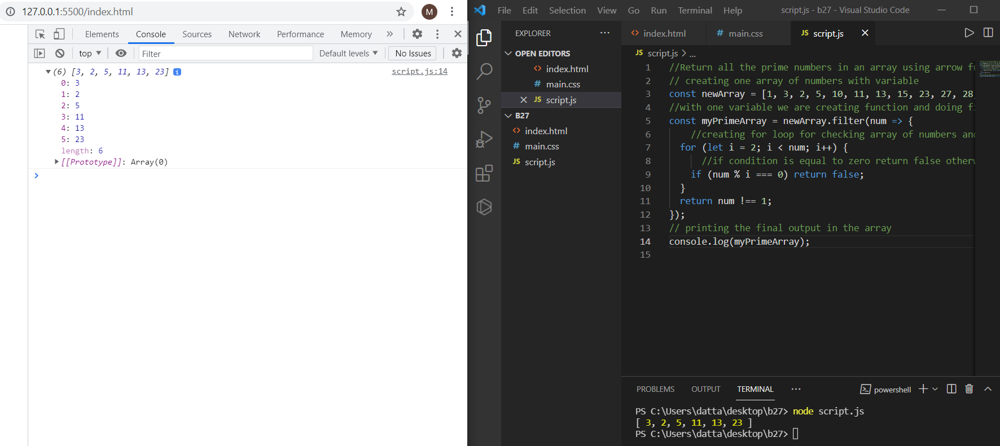 127.0.0.1:5500/index.html
M
Elements Console Sources Network Performance Memory »
top Filter Default levels No Issues
(6) [3, 2, 5, 11, 13, 23] i script.js:14
0: 3
1: 2
2: 5
3: 11
4: 13
5: 23
length: 6
[[Prototype]]: Array(0)
>
File Edit Selection View Go Run Terminal Help script.js - b27 - Visual Studio Code
EXPLORER ...
OPEN EDITORS
<> index.html
# main.css
JS script.js
B27
<> index.html
# main.css
JS script.js
<> index.html # main.css JS script.js
JS script.js > ...
1 //Return all the prime numbers in an array using arrow fu
2 // creating one array of numbers with variable
3 const newArray = [1, 3, 2, 5, 10, 11, 13, 15, 23, 27, 28
4 //with one variable we are creating function and doing f
5 const myPrimeArray = newArray.filter(num => {
6 //creating for loop for checking array of numbers and
7 for (let i = 2; i < num; i++) {
8 //if condition is equal to zero return false otherw
9 if (num % i === 0) return false;
10 }
11 return num !== 1;
12 });
13 // printing the final output in the array
14 console.log(myPrimeArray);
15
PROBLEMS OUTPUT TERMINAL ... powershell
PS C:\Users\datta\desktop\b27> node script.js
[ 3, 2, 5, 11, 13, 23 ]
PS C:\Users\datta\desktop\b27>